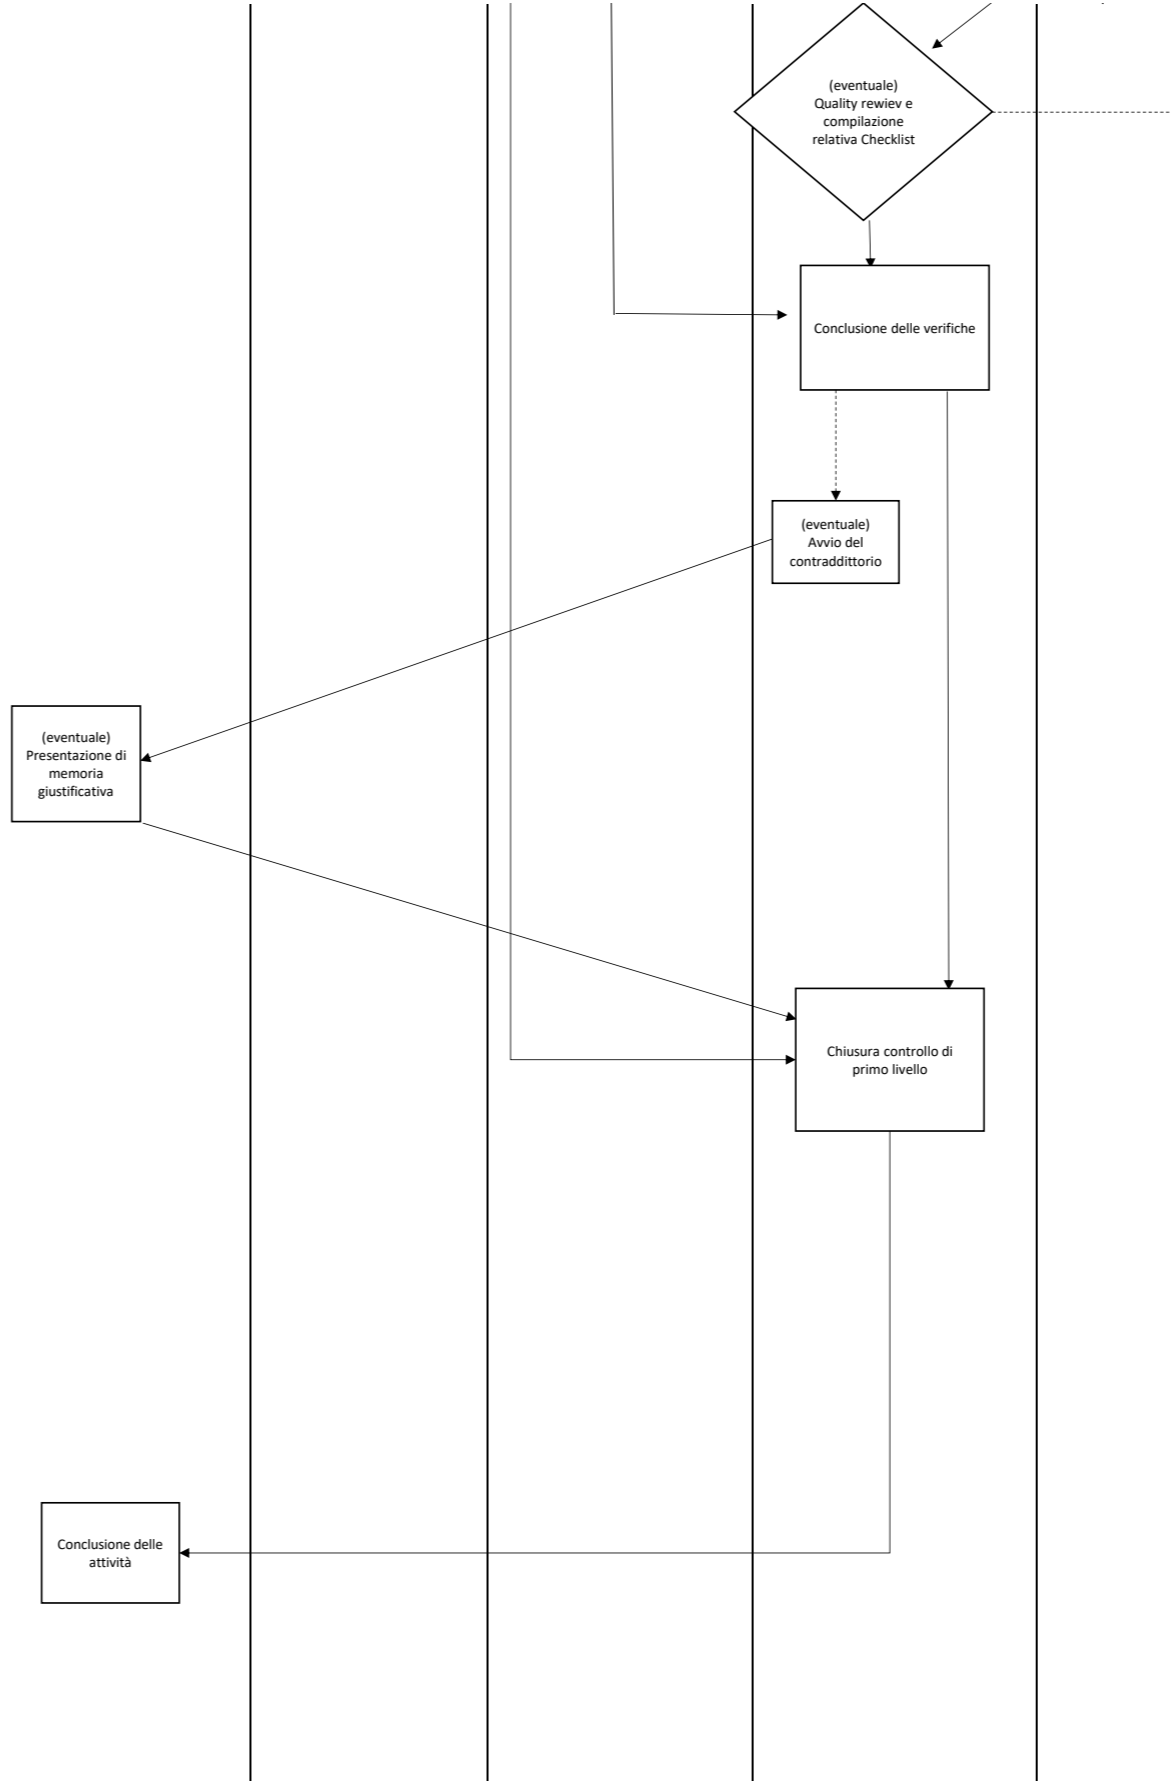 (eventuale)
Quality rewiev e
compilazione
relativa Checklist
Conclusione delle verifiche
(eventuale)
Avvio del
contraddittorio
(eventuale)
Presentazione di
memoria
giustificativa
Chiusura controllo di
primo livello
Conclusione delle
attività